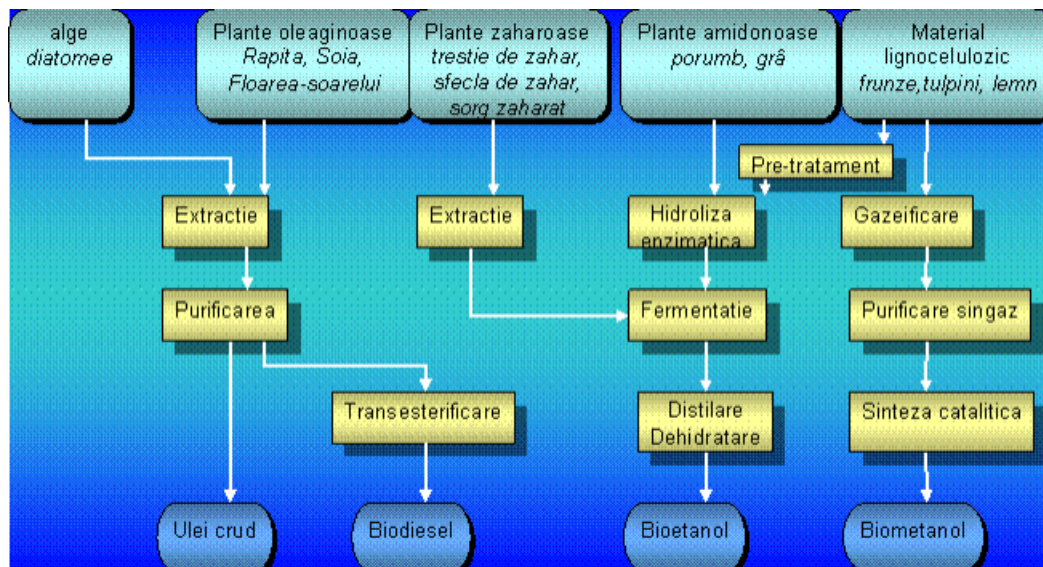 alge
diatomee
Plante oleaginoase
Rapita, Soia,
Floarea-soarelui
Plante zaharoase
trestie de zahar,
sfecla de zahar,
sorg zaharat
Plante amidonoase
porumb, grâ
Material
lignocelulozic
frunze,tulpini, lemn
Pre-tratament
Extractie
Extractie
Hidroliza
enzimatica
Gazeificare
Purificarea
Fermentatie
Purificare singaz
Transesterificare
Distilare
Dehidratare
Sinteza catalitica
Ulei crud
Biodiesel
Bioetanol
Biometanol